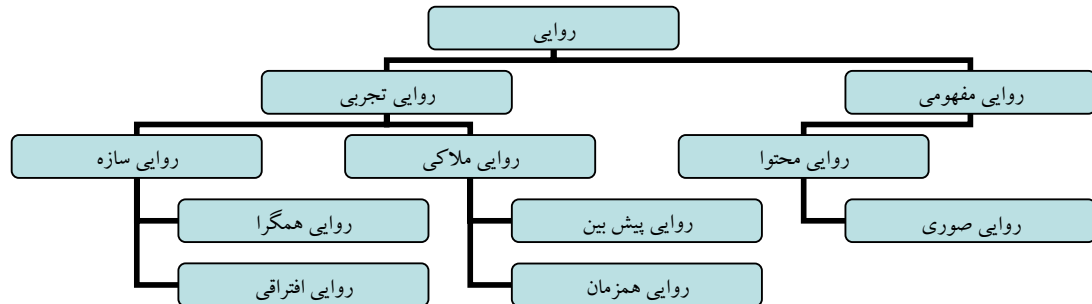 روایی
روایی مفهومی
روایی تجربی
روایی محتوا
روایی ملاکی
روایی سازه
روایی صوری
روایی پیش بین
روایی همگرا
روایی همزمان
روایی افتراقی